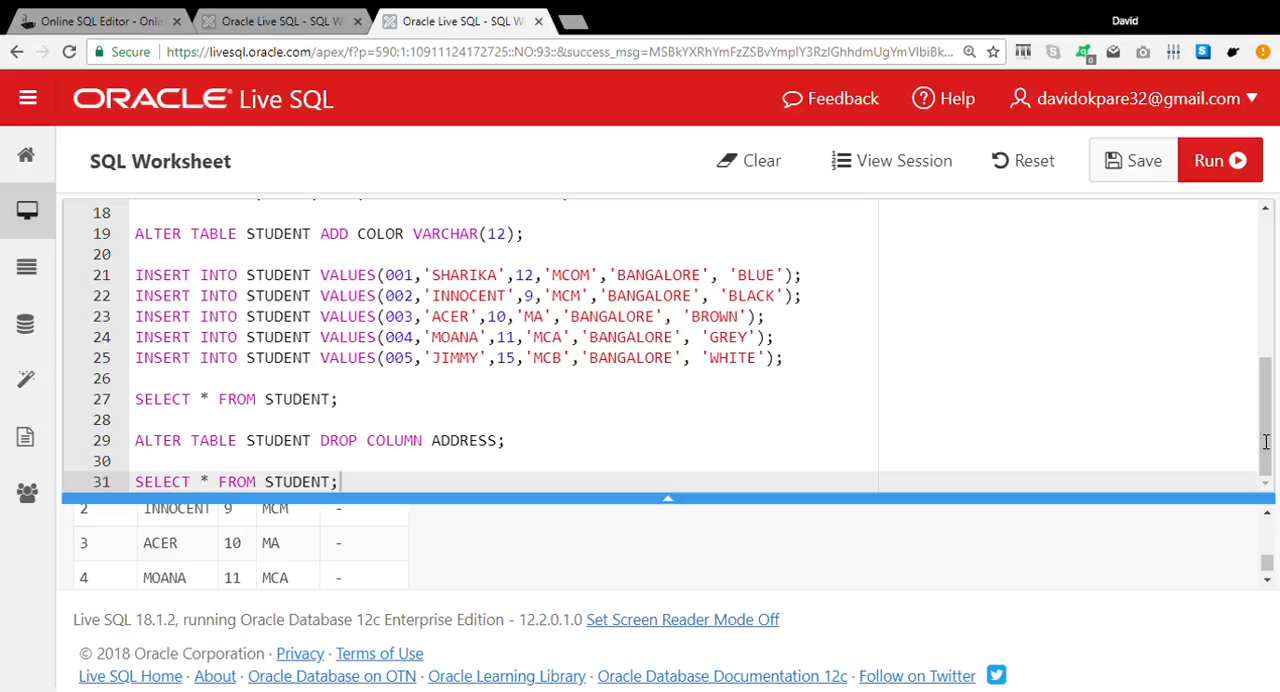 David
Online SQL Editor - Onli
Oracle Live SQL - SQL W
Oracle Live SQL - SQL W
Secure https://livesql.oracle.com/apex/f?p=590:1:10911124172725::NO:93::&success_msg=MSBkYXRhYmFzZSBvYmplY3RzIGhhdmUgYmVlbiBk...
ORACLE Live SQL
Feedback Help davidokpare32@gmail.com
SQL Worksheet
Clear View Session Reset Save Run
18
19 ALTER TABLE STUDENT ADD COLOR VARCHAR(12);
20
21 INSERT INTO STUDENT VALUES(001,'SHARIKA',12,'MCOM','BANGALORE', 'BLUE');
22 INSERT INTO STUDENT VALUES(002,'INNOCENT',9,'MCM','BANGALORE', 'BLACK');
23 INSERT INTO STUDENT VALUES(003,'ACER',10,'MA','BANGALORE', 'BROWN');
24 INSERT INTO STUDENT VALUES(004,'MOANA',11,'MCA','BANGALORE', 'GREY');
25 INSERT INTO STUDENT VALUES(005,'JIMMY',15,'MCB','BANGALORE', 'WHITE');
26
27 SELECT * FROM STUDENT;
28
29 ALTER TABLE STUDENT DROP COLUMN ADDRESS;
30
31 SELECT * FROM STUDENT;
2 INNOCENT 9 MCM -
3 ACER 10 MA -
4 MOANA 11 MCA -
Live SQL 18.1.2, running Oracle Database 12c Enterprise Edition - 12.2.0.1.0 Set Screen Reader Mode Off
© 2018 Oracle Corporation · Privacy · Terms of Use
Live SQL Home · About · Oracle Database on OTN · Oracle Learning Library · Oracle Database Documentation 12c · Follow on Twitter